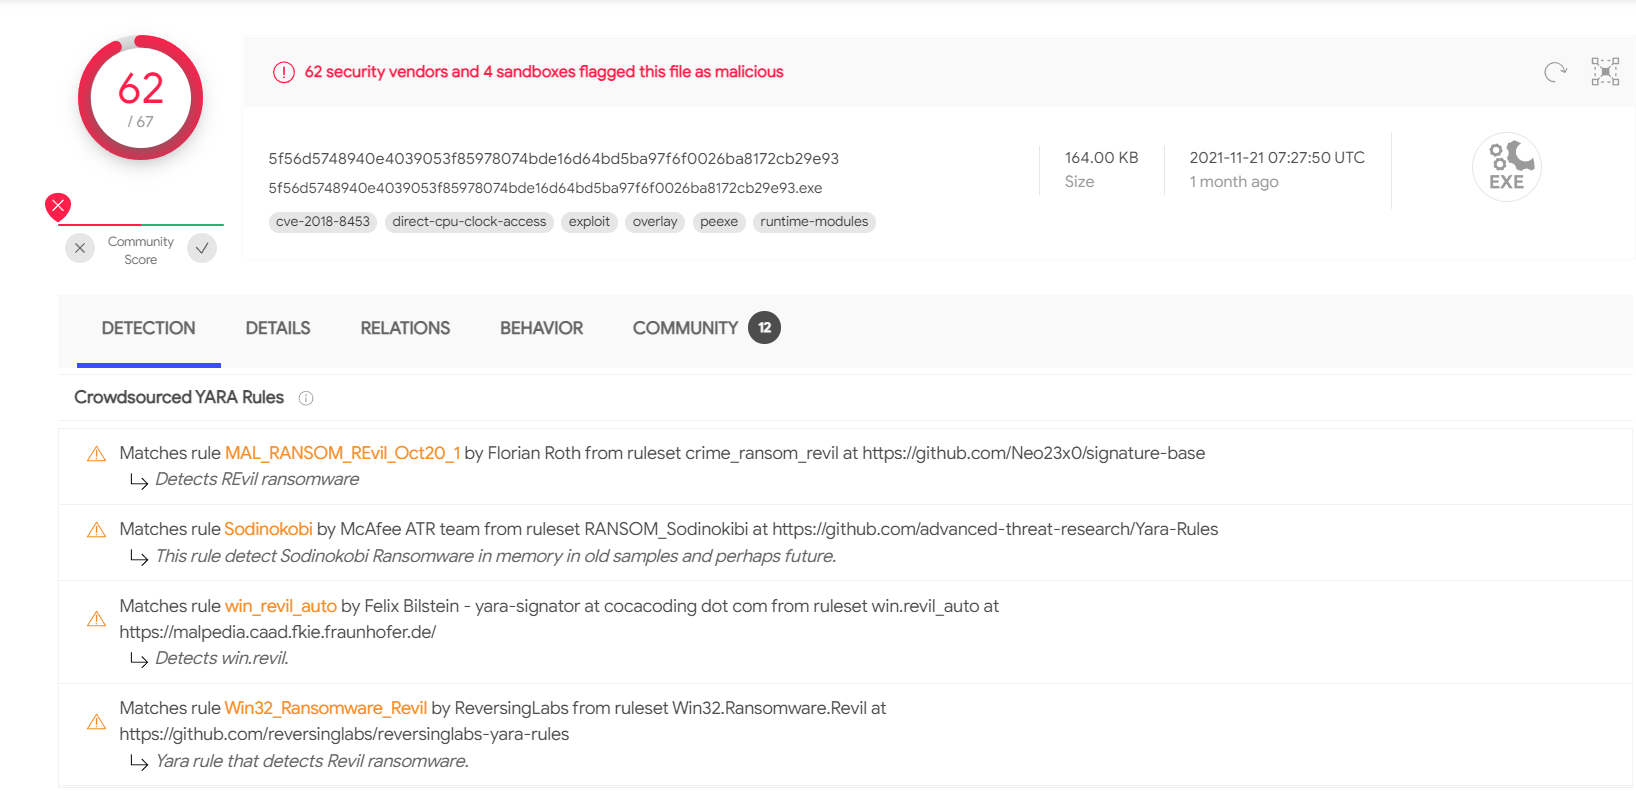 62
/ 67
Community
Score
62 security vendors and 4 sandboxes flagged this file as malicious
5f56d5748940e4039053f85978074bde16d64bd5ba97f6f0026ba8172cb29e93
5f56d5748940e4039053f85978074bde16d64bd5ba97f6f0026ba8172cb29e93.exe
cve-2018-8453 direct-cpu-clock-access exploit overlay peexe runtime-modules
164.00 KB
Size
2021-11-21 07:27:50 UTC
1 month ago
EXE
DETECTION DETAILS RELATIONS BEHAVIOR COMMUNITY 12
Crowdsourced YARA Rules
Matches rule MAL_RANSOM_REvil_Oct20_1 by Florian Roth from ruleset crime_ransom_revil at https://github.com/Neo23x0/signature-base
Detects REvil ransomware
Matches rule Sodinokobi by McAfee ATR team from ruleset RANSOM_Sodinokibi at https://github.com/advanced-threat-research/Yara-Rules
This rule detect Sodinokobi Ransomware in memory in old samples and perhaps future.
Matches rule win_revil_auto by Felix Bilstein - yara-signator at cocacoding dot com from ruleset win.revil_auto at
https://malpedia.caad.fkie.fraunhofer.de/
Detects win.revil.
Matches rule Win32_Ransomware_Revil by ReversingLabs from ruleset Win32.Ransomware.Revil at
https://github.com/reversinglabs/reversinglabs-yara-rules
Yara rule that detects Revil ransomware.